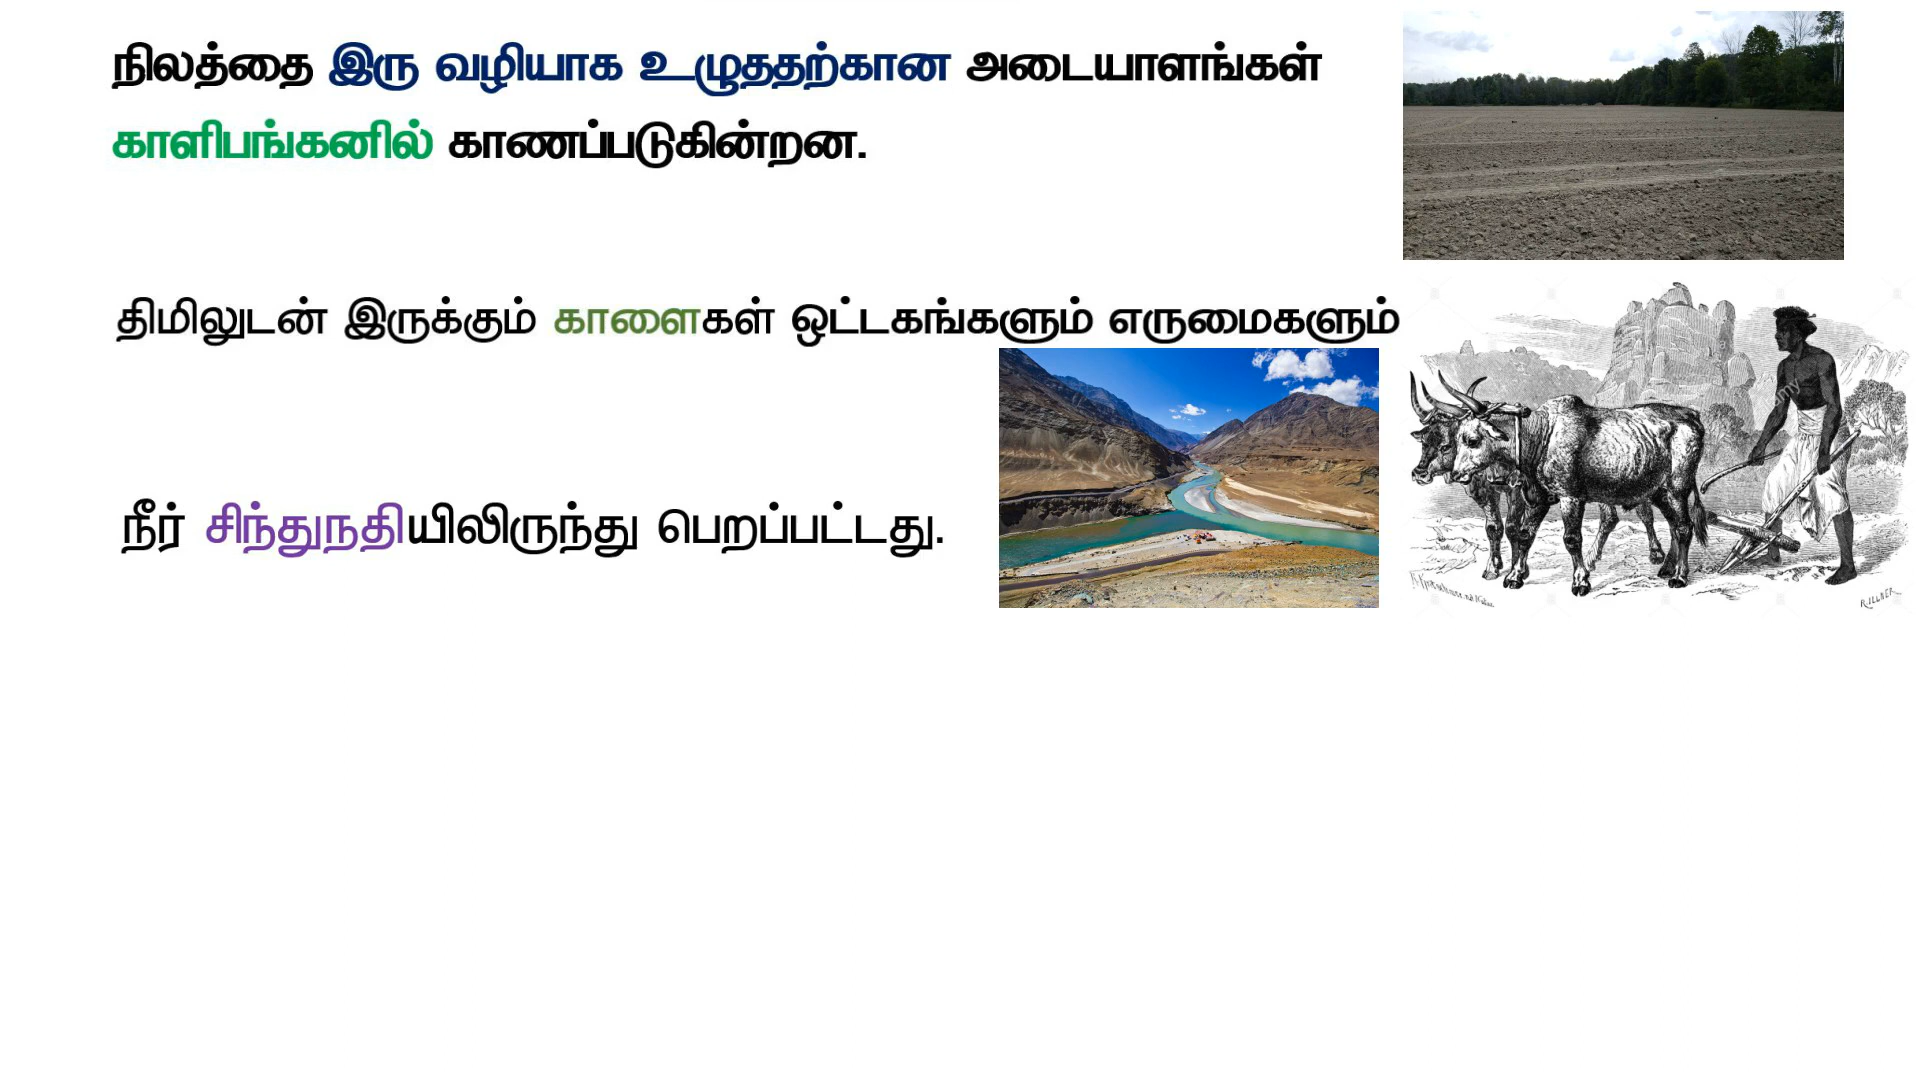 நிலத்தை இரு வழியாக உழுததற்கான அடையாளங்கள்
காளிபங்கனில் காணப்படுகின்றன.
திமிலுடன் இருக்கும் காளைகள் ஒட்டகங்களும் எருமைகளும்
நீர் சிந்துநதியிலிருந்து பெறப்பட்டது.